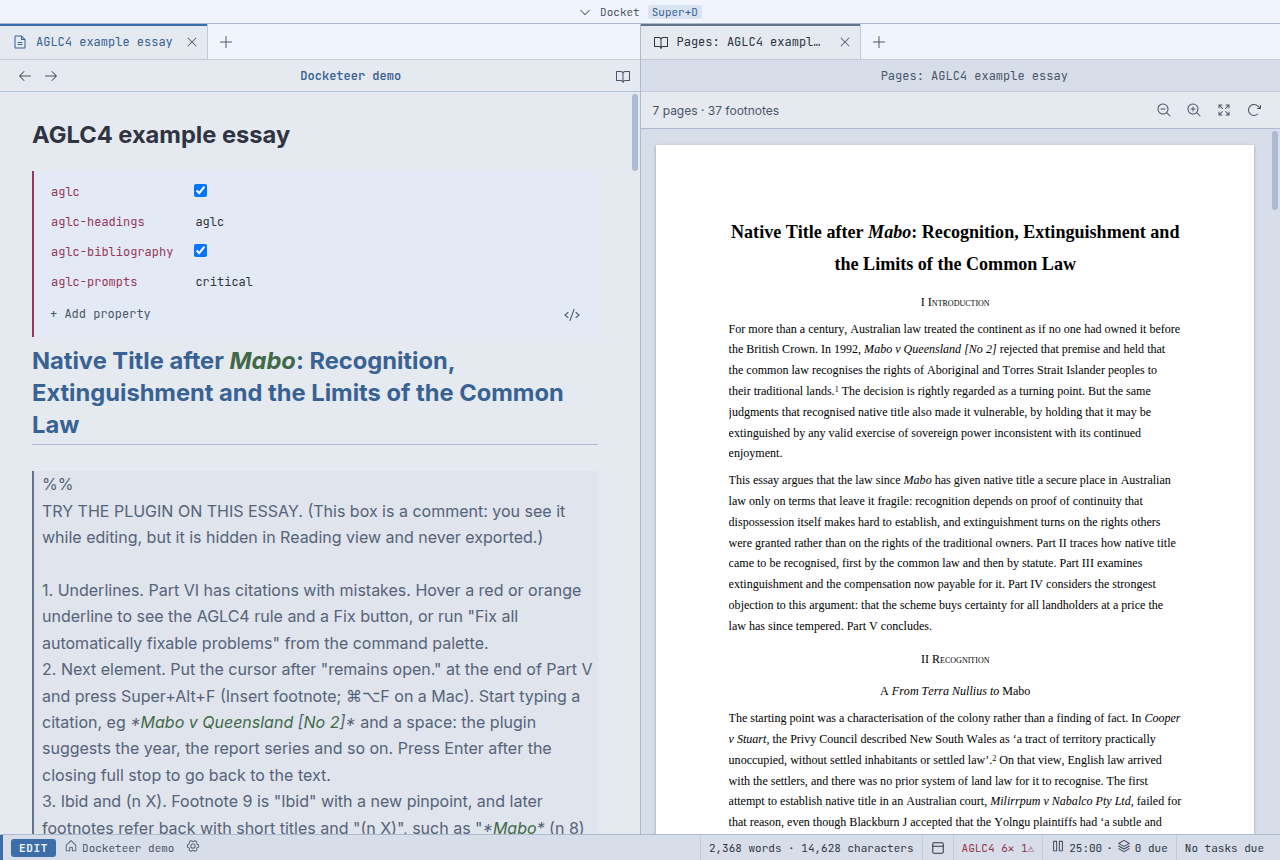 Docket Super+D
AGLC4 example essay
Pages: AGLC4 exampl…
Docketeer demo
Pages: AGLC4 example essay
7 pages · 37 footnotes
AGLC4 example essay
aglc
aglc-headings aglc
aglc-bibliography
aglc-prompts critical
+ Add property
Native Title after Mabo: Recognition,
Extinguishment and the Limits of the Common
Law
%%
TRY THE PLUGIN ON THIS ESSAY. (This box is a comment: you see it
while editing, but it is hidden in Reading view and never exported.)
1. Underlines. Part VI has citations with mistakes. Hover a red or orange
underline to see the AGLC4 rule and a Fix button, or run "Fix all
automatically fixable problems" from the command palette.
2. Next element. Put the cursor after "remains open." at the end of Part V
and press Super+Alt+F (Insert footnote; ⌘⌥F on a Mac). Start typing a
citation, eg *Mabo v Queensland [No 2]* and a space: the plugin
suggests the year, the report series and so on. Press Enter after the
closing full stop to go back to the text.
3. Ibid and (n X). Footnote 9 is "Ibid" with a new pinpoint, and later
footnotes refer back with short titles and "(n X)", such as "*Mabo* (n 8)
Native Title after Mabo: Recognition, Extinguishment and
the Limits of the Common Law
I Introduction
For more than a century, Australian law treated the continent as if no one had owned it before
the British Crown. In 1992, Mabo v Queensland [No 2] rejected that premise and held that
the common law recognises the rights of Aboriginal and Torres Strait Islander peoples to
their traditional lands.1 The decision is rightly regarded as a turning point. But the same
judgments that recognised native title also made it vulnerable, by holding that it may be
extinguished by any valid exercise of sovereign power inconsistent with its continued
enjoyment.
This essay argues that the law since Mabo has given native title a secure place in Australian
law only on terms that leave it fragile: recognition depends on proof of continuity that
dispossession itself makes hard to establish, and extinguishment turns on the rights others
were granted rather than on the rights of the traditional owners. Part II traces how native title
came to be recognised, first by the common law and then by statute. Part III examines
extinguishment and the compensation now payable for it. Part IV considers the strongest
objection to this argument: that the scheme buys certainty for all landholders at a price the
law has since tempered. Part V concludes.
II Recognition
A From Terra Nullius to Mabo
The starting point was a characterisation of the colony rather than a finding of fact. In Cooper
v Stuart, the Privy Council described New South Wales as ‘a tract of territory practically
unoccupied, without settled inhabitants or settled law’.2 On that view, English law arrived
with the settlers, and there was no prior system of land law for it to recognise. The first
attempt to establish native title in an Australian court, Milirrpum v Nabalco Pty Ltd, failed for
that reason, even though Blackburn J accepted that the Yolngu plaintiffs had ‘a subtle and
EDIT Docketeer demo
2,368 words · 14,628 characters
AGLC4 6× 1⚠
25:00 · 0 due
No tasks due